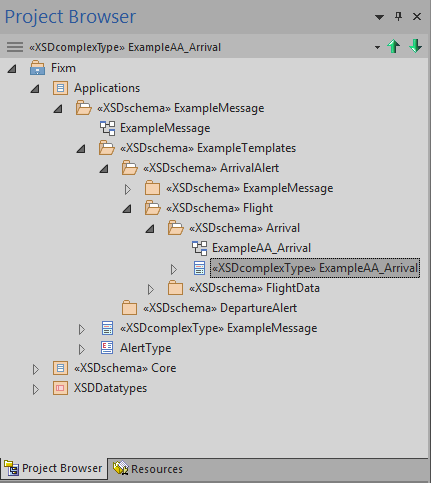 Project Browser
«XSDcomplexType» ExampleAA_Arrival
Fixm
Applications
«XSDschema» ExampleMessage
ExampleMessage
«XSDschema» ExampleTemplates
«XSDschema» ArrivalAlert
«XSDschema» ExampleMessage
«XSDschema» Flight
«XSDschema» Arrival
ExampleAA_Arrival
«XSDcomplexType» ExampleAA_Arrival
«XSDschema» FlightData
«XSDschema» DepartureAlert
«XSDcomplexType» ExampleMessage
AlertType
«XSDschema» Core
XSDDatatypes
Project Browser Resources